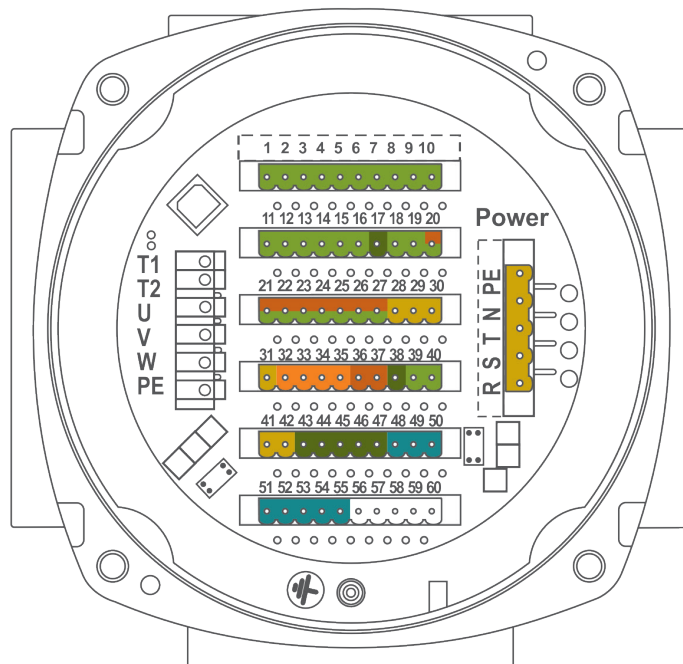 1 2 3 4 5 6 7 8 9 10
11 12 13 14 15 16 17 18 19 20
Power
T1
T2
U
V
W
PE
21 22 23 24 25 26 27 28 29 30
31 32 33 34 35 36 37 38 39 40
41 42 43 44 45 46 47 48 49 50
51 52 53 54 55 56 57 58 59 60
R S T N PE